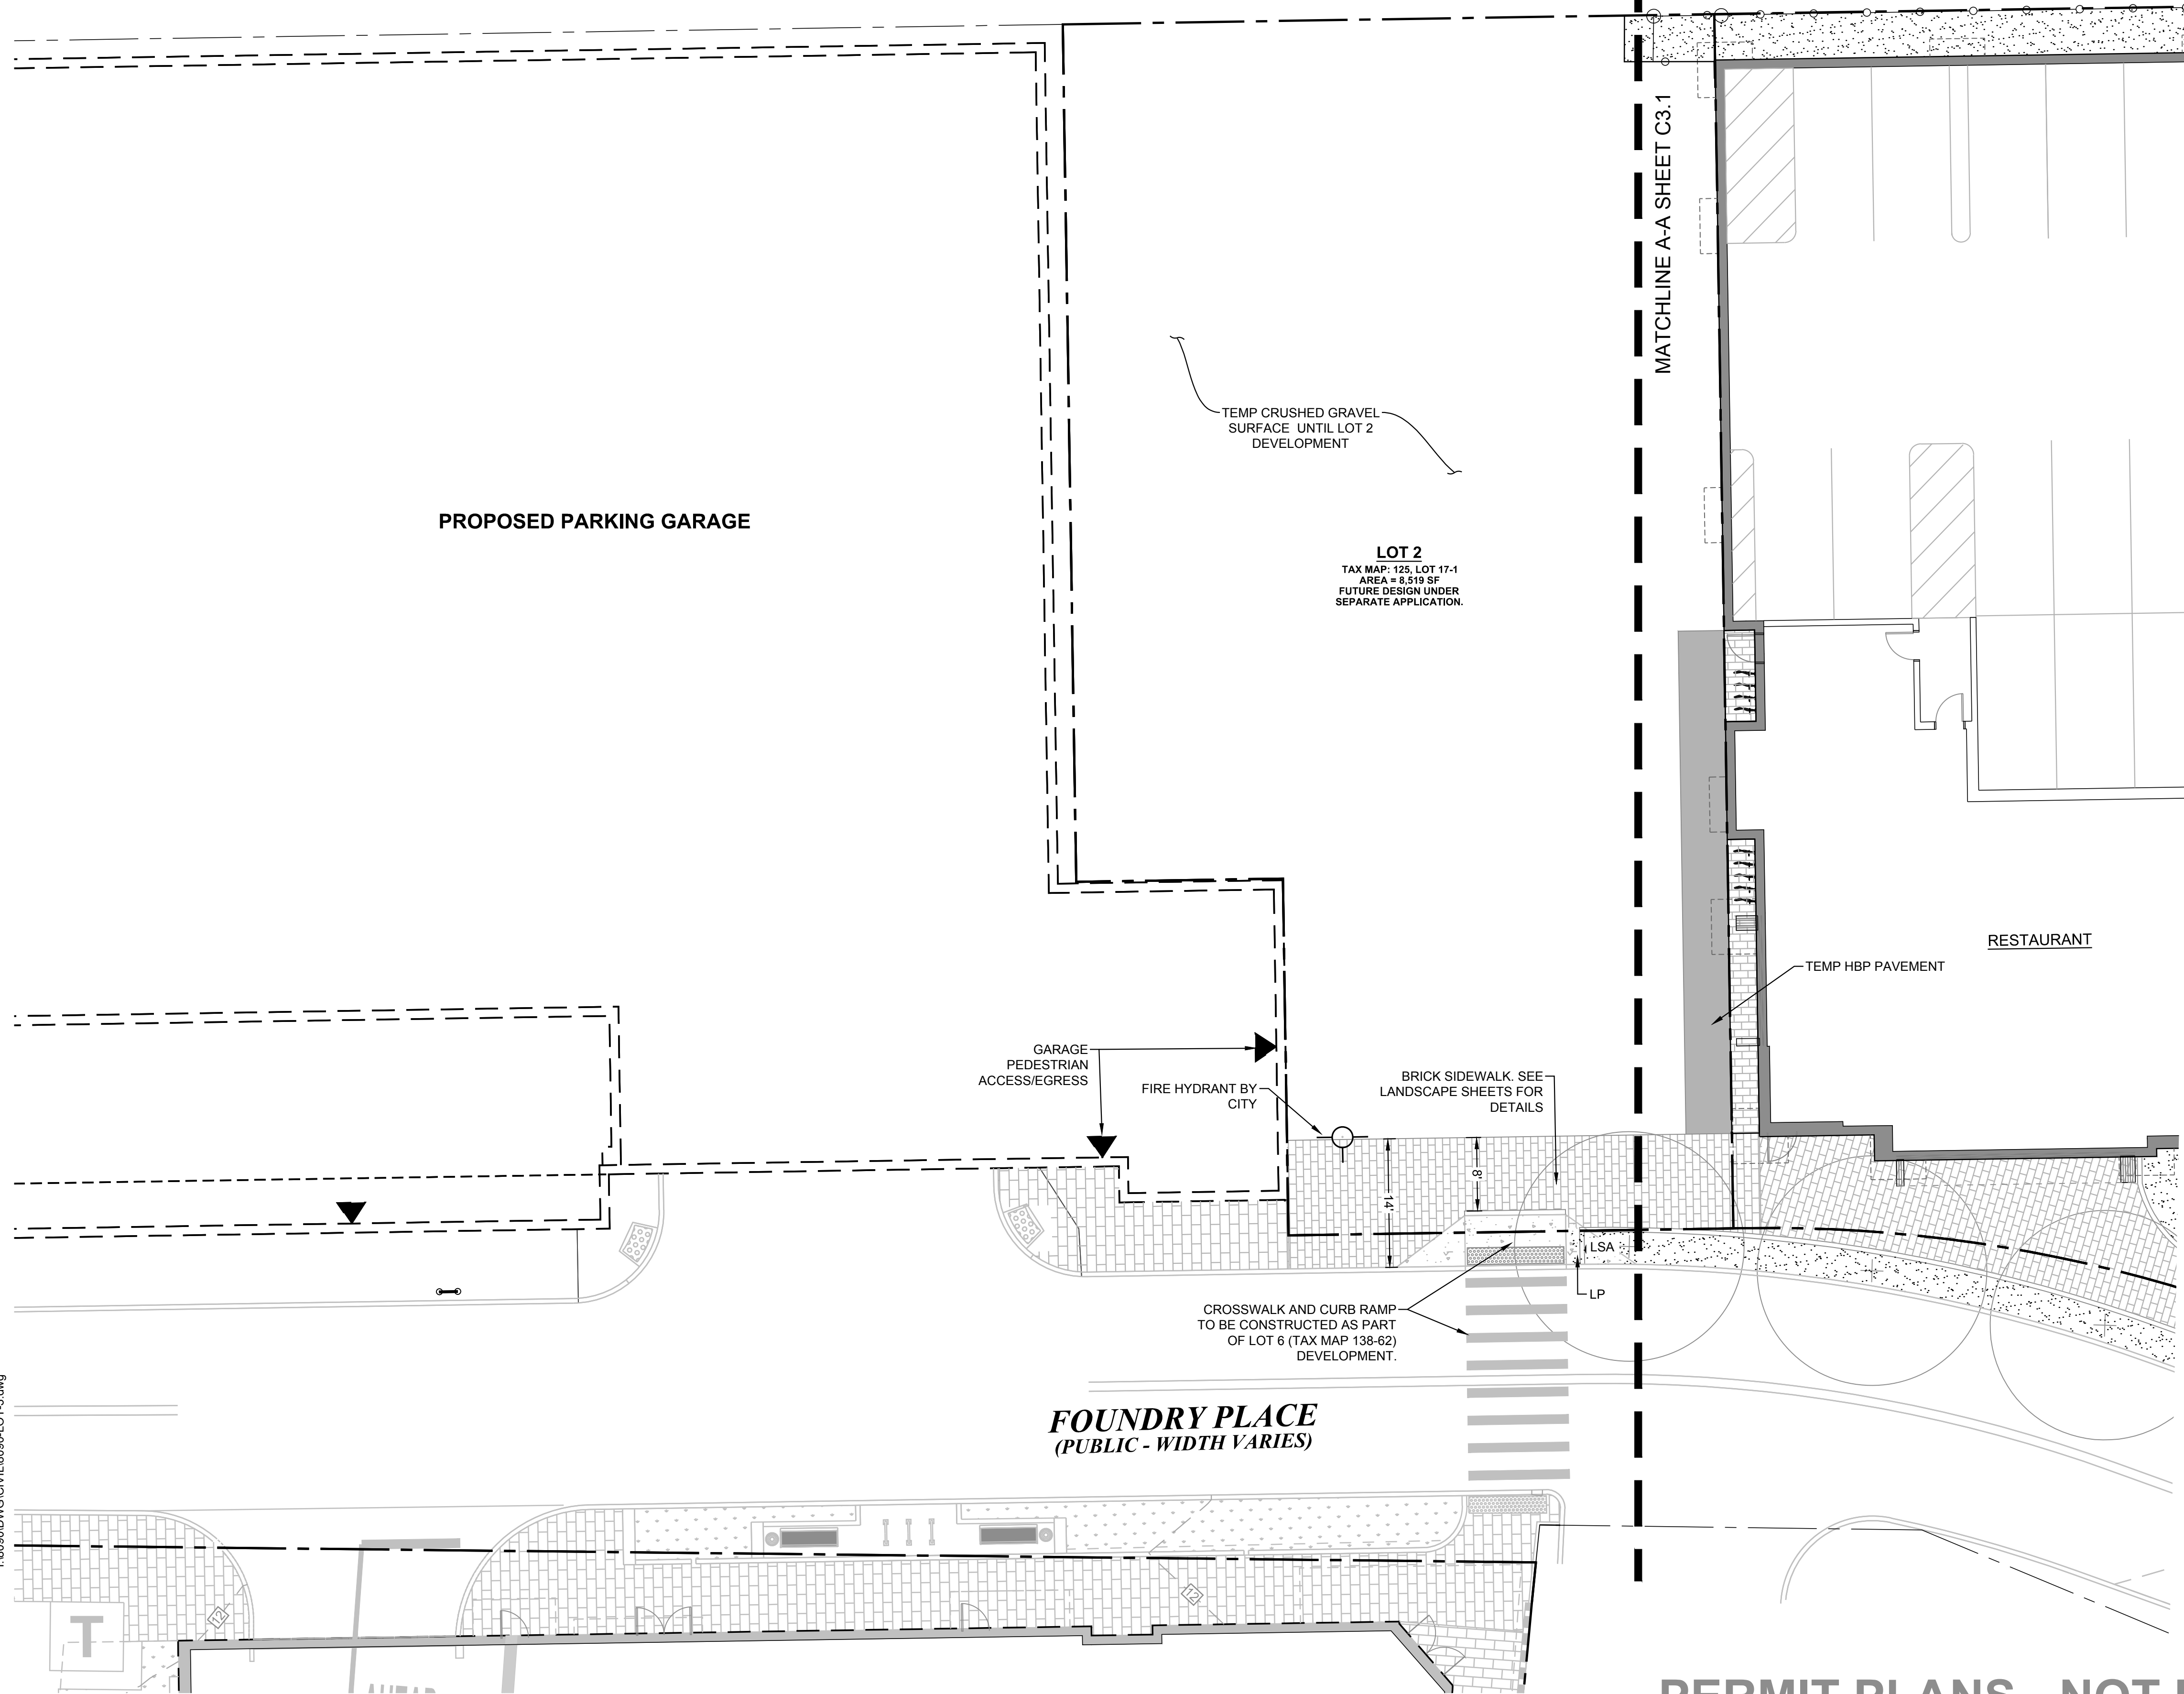 MATCHLINE A-A SHEET C3.1
TEMP CRUSHED GRAVEL
SURFACE UNTIL LOT 2
DEVELOPMENT
PROPOSED PARKING GARAGE
LOT 2
TAX MAP: 125, LOT 17-1
AREA = 8,519 SF
FUTURE DESIGN UNDER
SEPARATE APPLICATION.
RESTAURANT
TEMP HBP PAVEMENT
GARAGE
PEDESTRIAN
ACCESS/EGRESS
FIRE HYDRANT BY
CITY
BRICK SIDEWALK. SEE
LANDSCAPE SHEETS FOR
DETAILS
8'
14'
LSA
LP
CROSSWALK AND CURB RAMP
TO BE CONSTRUCTED AS PART
OF LOT 6 (TAX MAP 138-62)
DEVELOPMENT.
FOUNDRY PLACE
(PUBLIC - WIDTH VARIES)
12
12
T
AHEAD
PERMIT PLANS - NOT